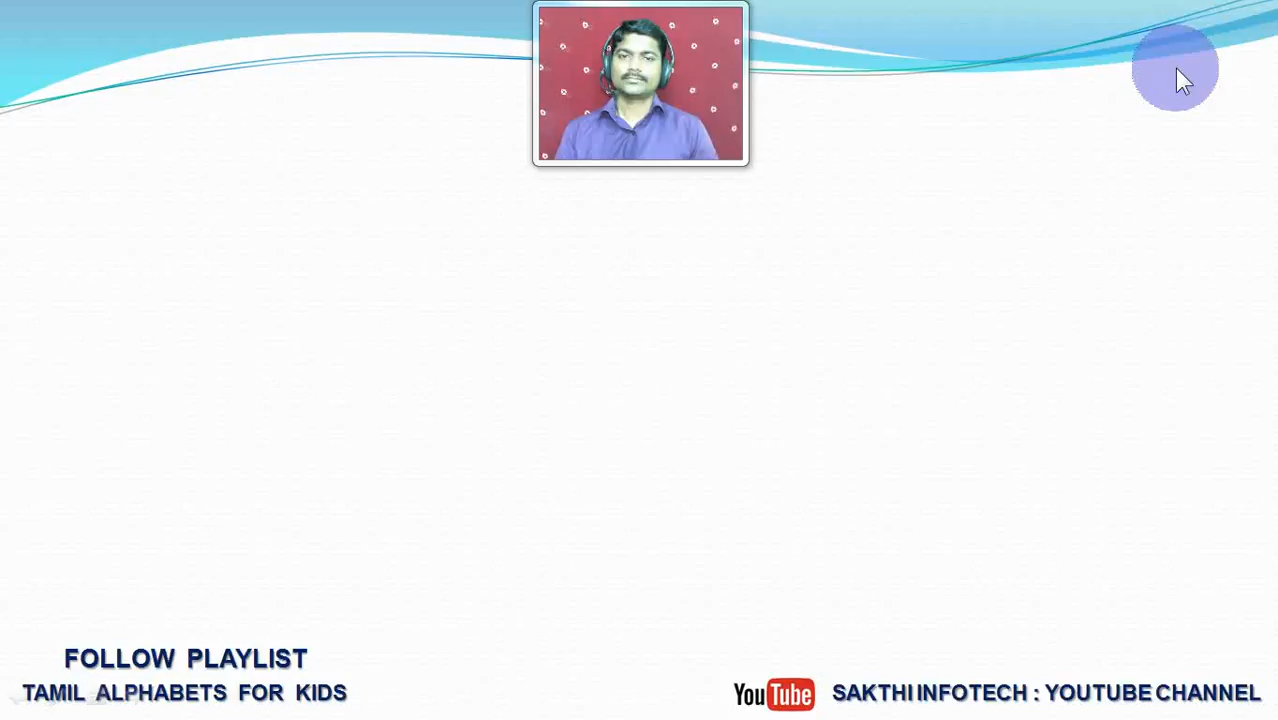 FOLLOW PLAYLIST
TAMIL ALPHABETS FOR KIDS
YouTube SAKTHI INFOTECH : YOUTUBE CHANNEL